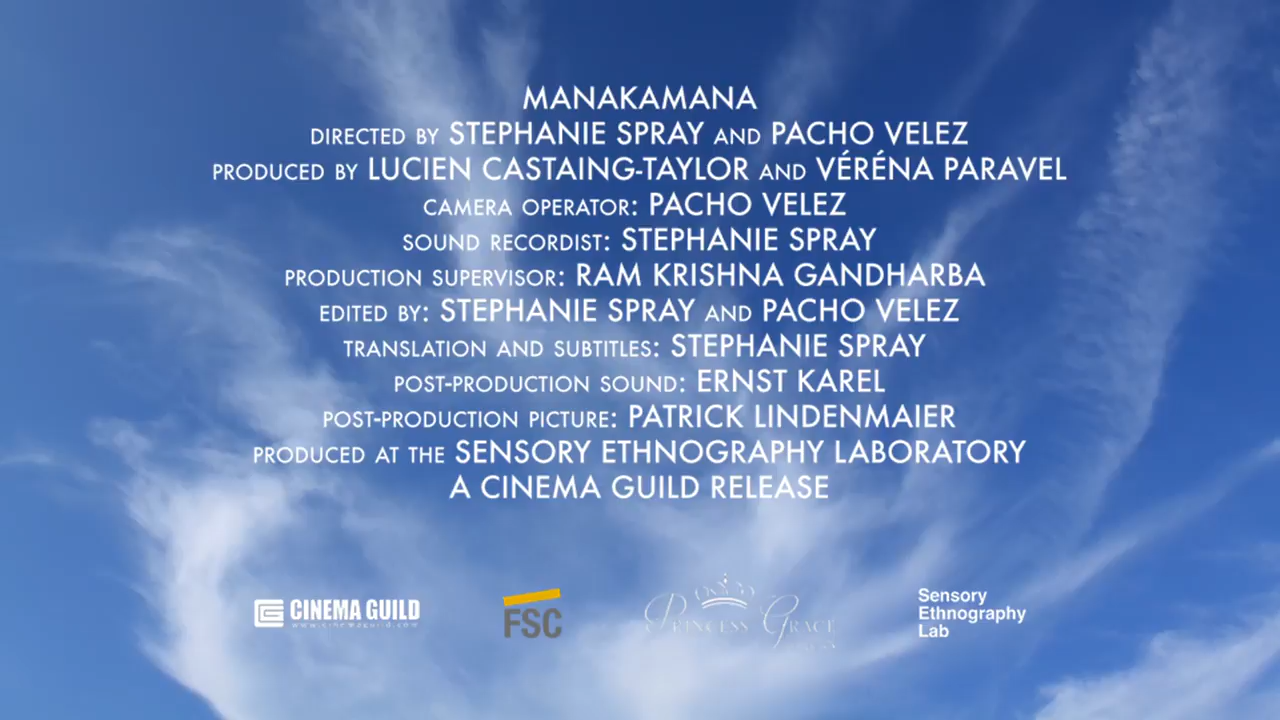 MANAKAMANA
DIRECTED BY STEPHANIE SPRAY AND PACHO VELEZ
PRODUCED BY LUCIEN CASTAING-TAYLOR AND VÉRÉNA PARAVEL
CAMERA OPERATOR: PACHO VELEZ
SOUND RECORDIST: STEPHANIE SPRAY
PRODUCTION SUPERVISOR: RAM KRISHNA GANDHARBA
EDITED BY: STEPHANIE SPRAY AND PACHO VELEZ
TRANSLATION AND SUBTITLES: STEPHANIE SPRAY
POST-PRODUCTION SOUND: ERNST KAREL
POST-PRODUCTION PICTURE: PATRICK LINDENMAIER
PRODUCED AT THE SENSORY ETHNOGRAPHY LABORATORY
A CINEMA GUILD RELEASE
CINEMA GUILD
www.cinemaguild.com
FSC
PRINCESS GRACE
Sensory
Ethnography
Lab